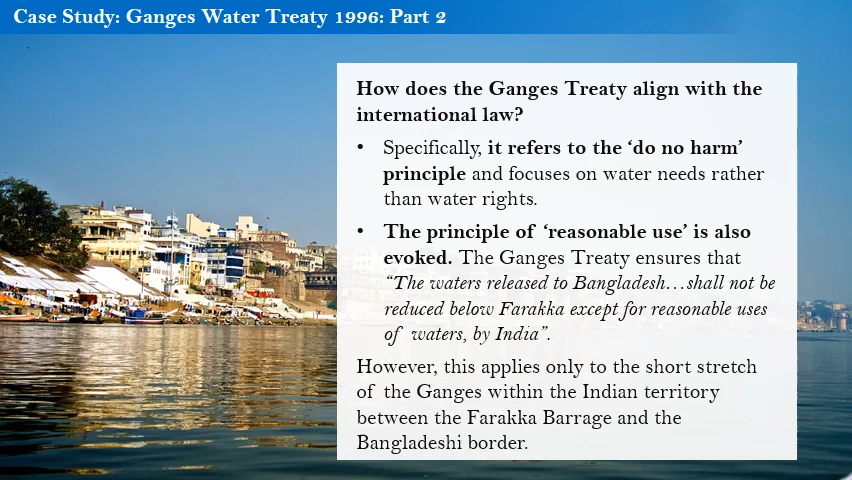 Case Study: Ganges Water Treaty 1996: Part 2
How does the Ganges Treaty align with the
international law?
• Specifically, it refers to the ‘do no harm’
principle and focuses on water needs rather
than water rights.
• The principle of ‘reasonable use’ is also
evoked. The Ganges Treaty ensures that
“The waters released to Bangladesh…shall not be
reduced below Farakka except for reasonable uses
of waters, by India”.
However, this applies only to the short stretch
of the Ganges within the Indian territory
between the Farakka Barrage and the
Bangladeshi border.